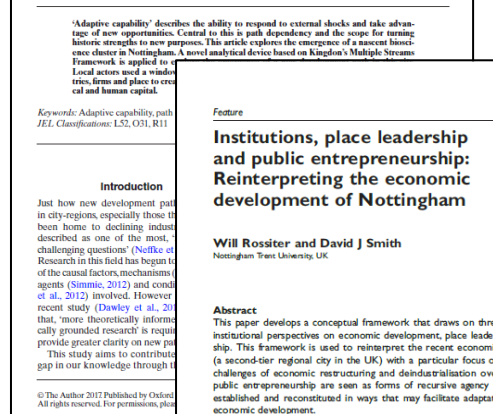 ‘Adaptive capability’ describes the ability to respond to external shocks and take advan-
tage of new opportunities. Central to this is path dependency and the scope for turning
historic strengths to new purposes. This article explores the emergence of a nascent biosci-
ence cluster in Nottingham. A novel analytical device based on Kingdon’s Multiple Streams
Framework is applied to
Local actors used a window
tries, firms and place to crea
cal and human capital.
Keywords: Adaptive capability, path
JEL Classifications: L52, O31, R11
Introduction
Just how new development pat
in city-regions, especially those th
been home to declining indust
described as one of the most, ‘
challenging questions’ (Neffke et
Research in this field has begun to
of the causal factors, mechanisms (
agents (Simmie, 2012) and condi
et al., 2012) involved. However
recent study (Dawley et al., 201
that, ‘more theoretically informe
cally grounded research’ is requir
provide greater clarity on new pat
This study aims to contribute
gap in our knowledge through t
© The Author 2017. Published by Oxford
All rights reserved. For permissions, plea
Feature
Institutions, place leadership
and public entrepreneurship:
Reinterpreting the economic
development of Nottingham
Will Rossiter and David J Smith
Nottingham Trent University, UK
Abstract
This paper develops a conceptual framework that draws on thre
institutional perspectives on economic development, place leade
ship. This framework is used to reinterpret the recent economi
(a second-tier regional city in the UK) with a particular focus o
challenges of economic restructuring and deindustrialisation ove
public entrepreneurship are seen as forms of recursive agency
established and reconstituted in ways that may facilitate adapta
economic development.